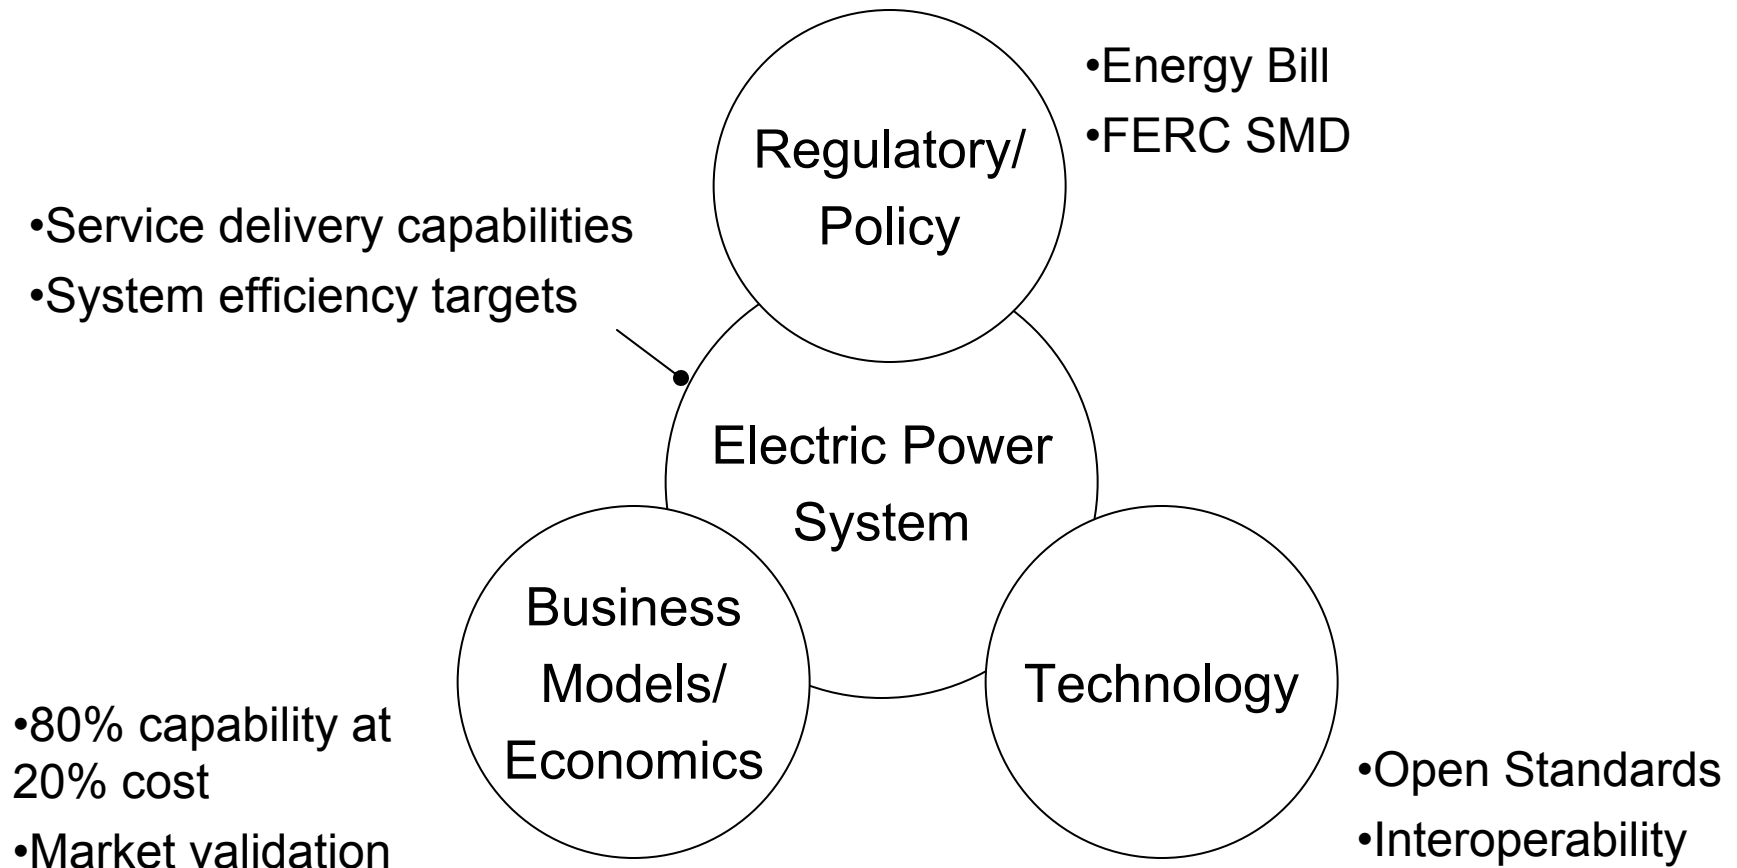 •Energy Bill
•FERC SMD
Regulatory/
Policy
•Service delivery capabilities
•System efficiency targets
Electric Power
System
Business
Models/
Economics
Technology
•80% capability at
20% cost
•Market validation
•Open Standards
•Interoperability